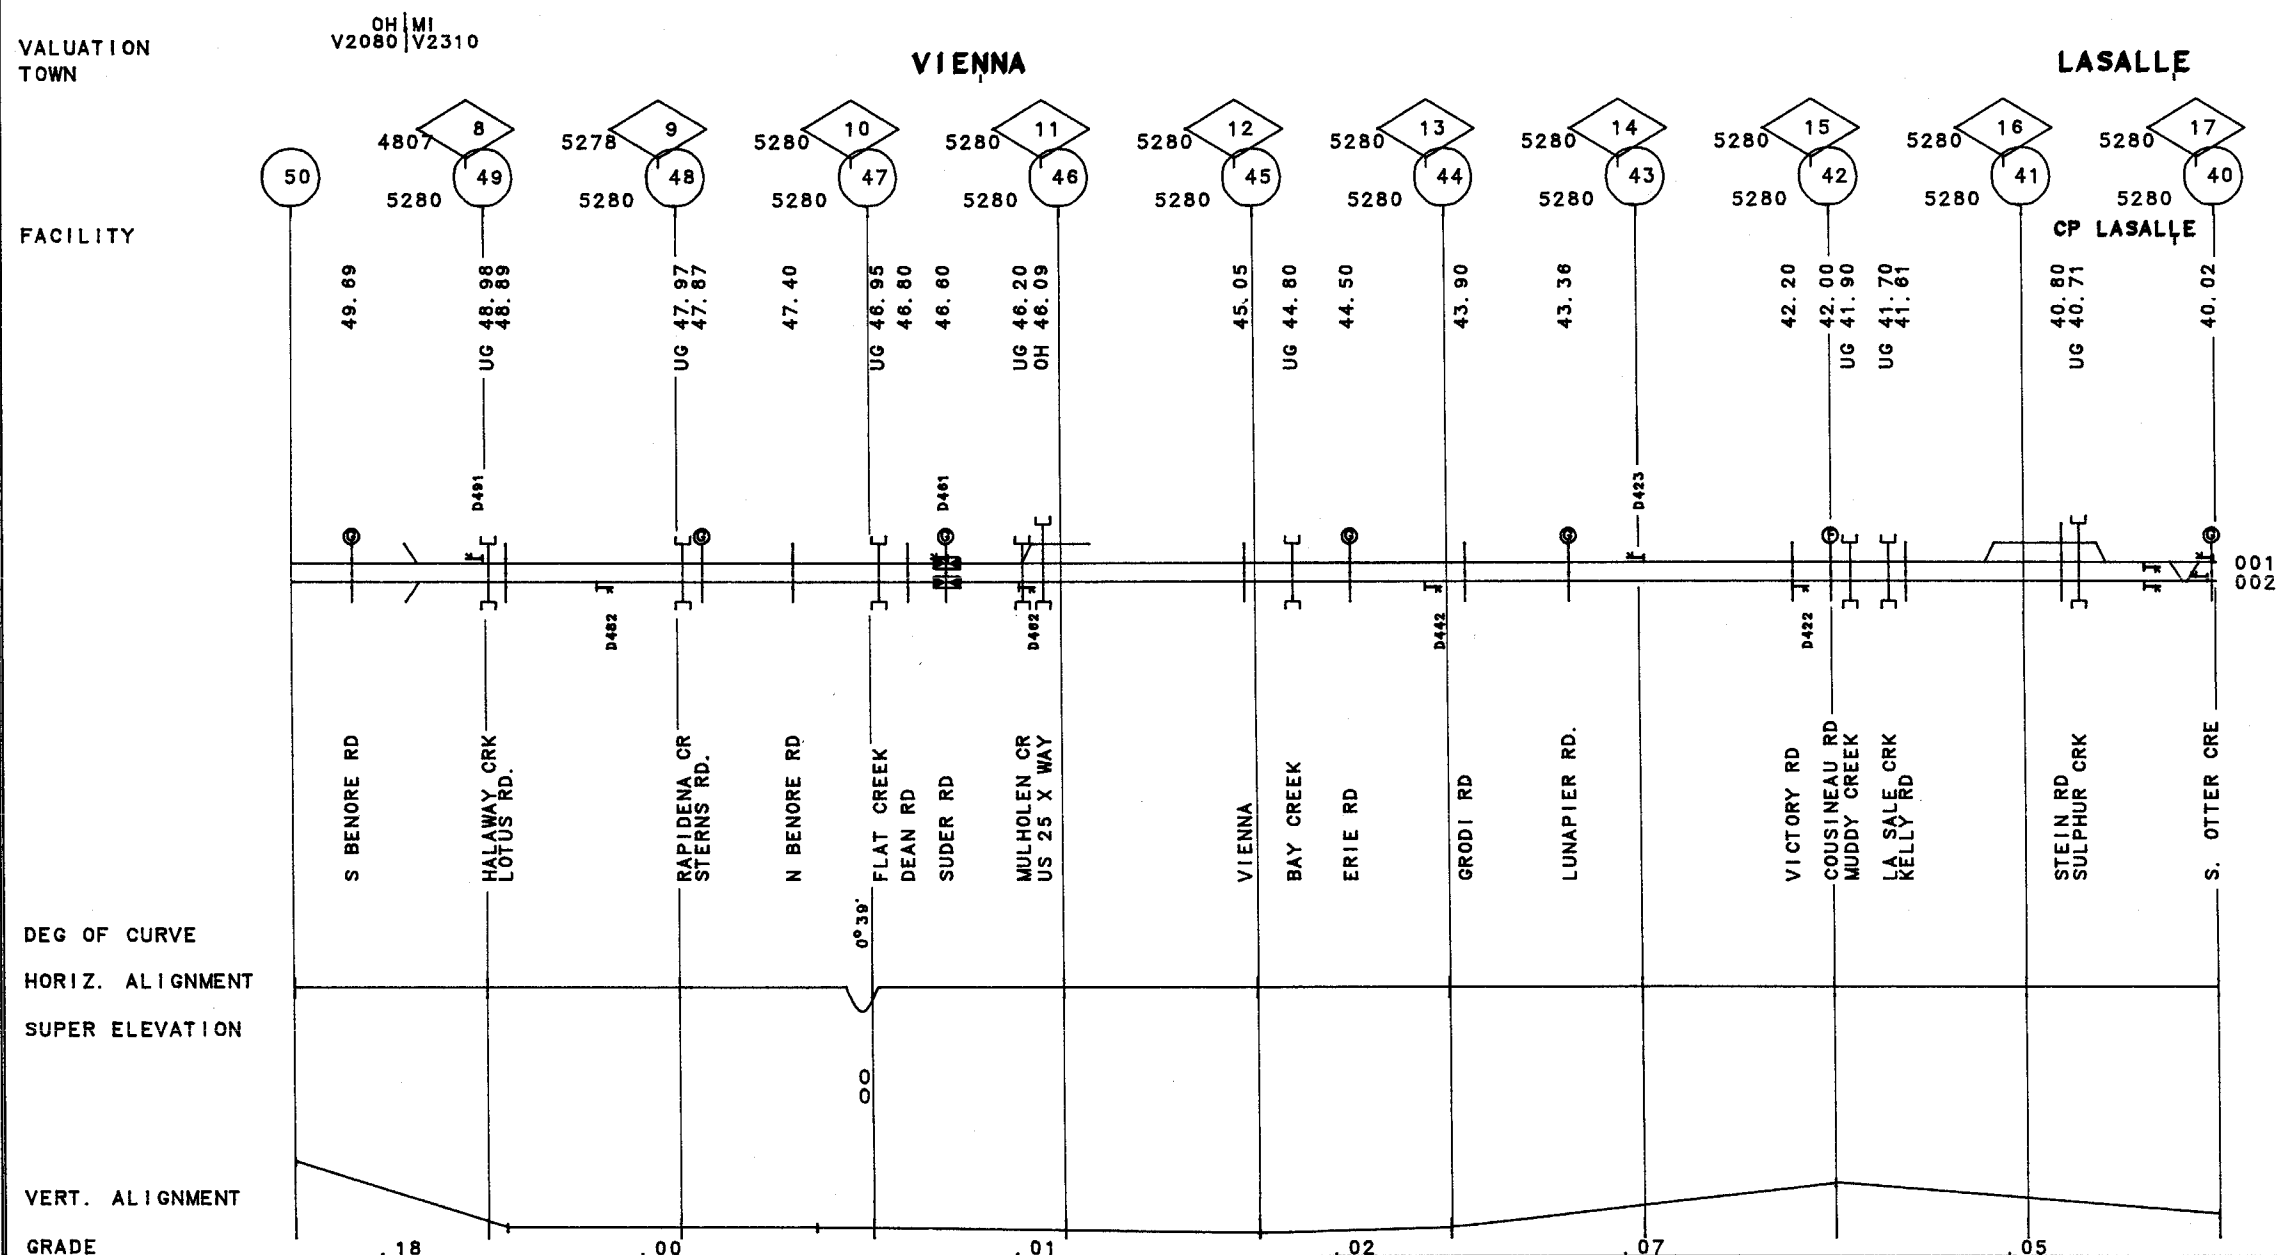 OH MI
VALUATION V2080 V2310
TOWN VIENNA LASALLE
8 9 10 11 12 13 14 15 16 17
4807 5278 5280 5280 5280 5280 5280 5280 5280 5280
50 49 48 47 46 45 44 43 42 41 40
5280 5280 5280 5280 5280 5280 5280 5280 5280 5280
FACILITY CP LASALLE
49.69
UG 48.98
48.89
UG 47.97
47.87
47.40
UG 46.95
46.80
46.60
UG 46.20
OH 46.09
45.05
UG 44.80
44.50
43.90
43.36
42.20
42.00
UG 41.90
UG 41.70
41.61
40.80
UG 40.71
40.02
D491
D461
D423
G G G G G F G
001
002
D482
D462
D442
D422
S BENORE RD
HALAWAY CRK
LOTUS RD.
RAPIDENA CR
STERNS RD.
N BENORE RD
FLAT CREEK
DEAN RD
SUDER RD
MULHOLEN CR
US 25 X WAY
VIENNA
BAY CREEK
ERIE RD
GRODI RD
LUNAPIER RD.
VICTORY RD
COUSINEAU RD
MUDDY CREEK
LA SALE CRK
KELLY RD
STEIN RD
SULPHUR CRK
S. OTTER CRE
DEG OF CURVE 0°39'
HORIZ. ALIGNMENT
SUPER ELEVATION
0
0
VERT. ALIGNMENT
GRADE .18 .00 .01 .02 .07 .05